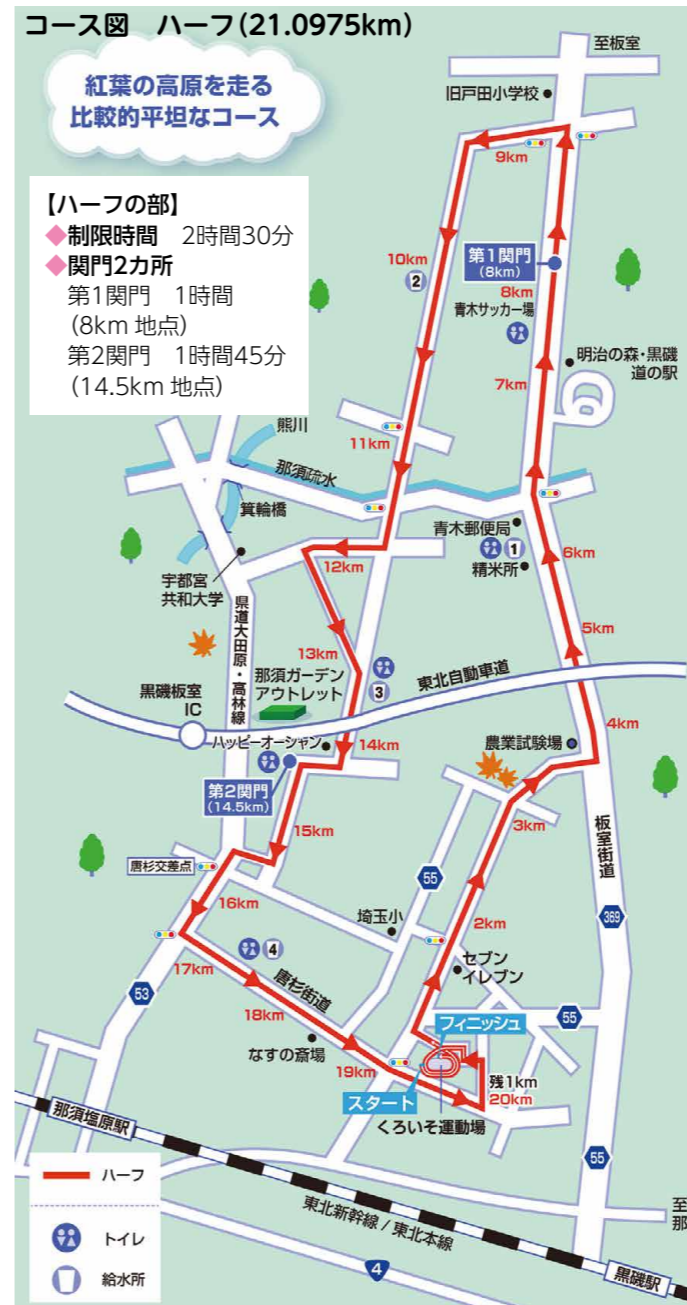 コース図 ハーフ(21.0975km)
紅葉の高原を走る
比較的平坦なコース
【ハーフの部】
◆制限時間 2時間30分
◆関門2カ所
第1関門 1時間
(8km 地点)
第2関門 1時間45分
(14.5km 地点)
至板室
旧戸田小学校
9km
10km
2
第1関門
(8km)
8km
青木サッカー場
明治の森・黒磯
道の駅
7km
11km
熊川
那須疏水
箕輪橋
青木郵便局
1
精米所
6km
12km
宇都宮
共和大学
5km
県道大田原・高林線
13km
那須ガーデン
アウトレット
3
東北自動車道
黒磯板室
IC
4km
ハッピーオーシャン
14km
農業試験場
第2関門
(14.5km)
3km
15km
板室街道
唐杉交差点
55
16km
埼玉小
369
2km
4
17km
セブン
イレブン
唐杉街道
53
18km
55
フィニッシュ
なすの斎場
19km
残1km
スタート
20km
くろいそ運動場
那須塩原駅
55
ハーフ
東北新幹線/東北本線
至
那
トイレ
4
給水所
黒磯駅